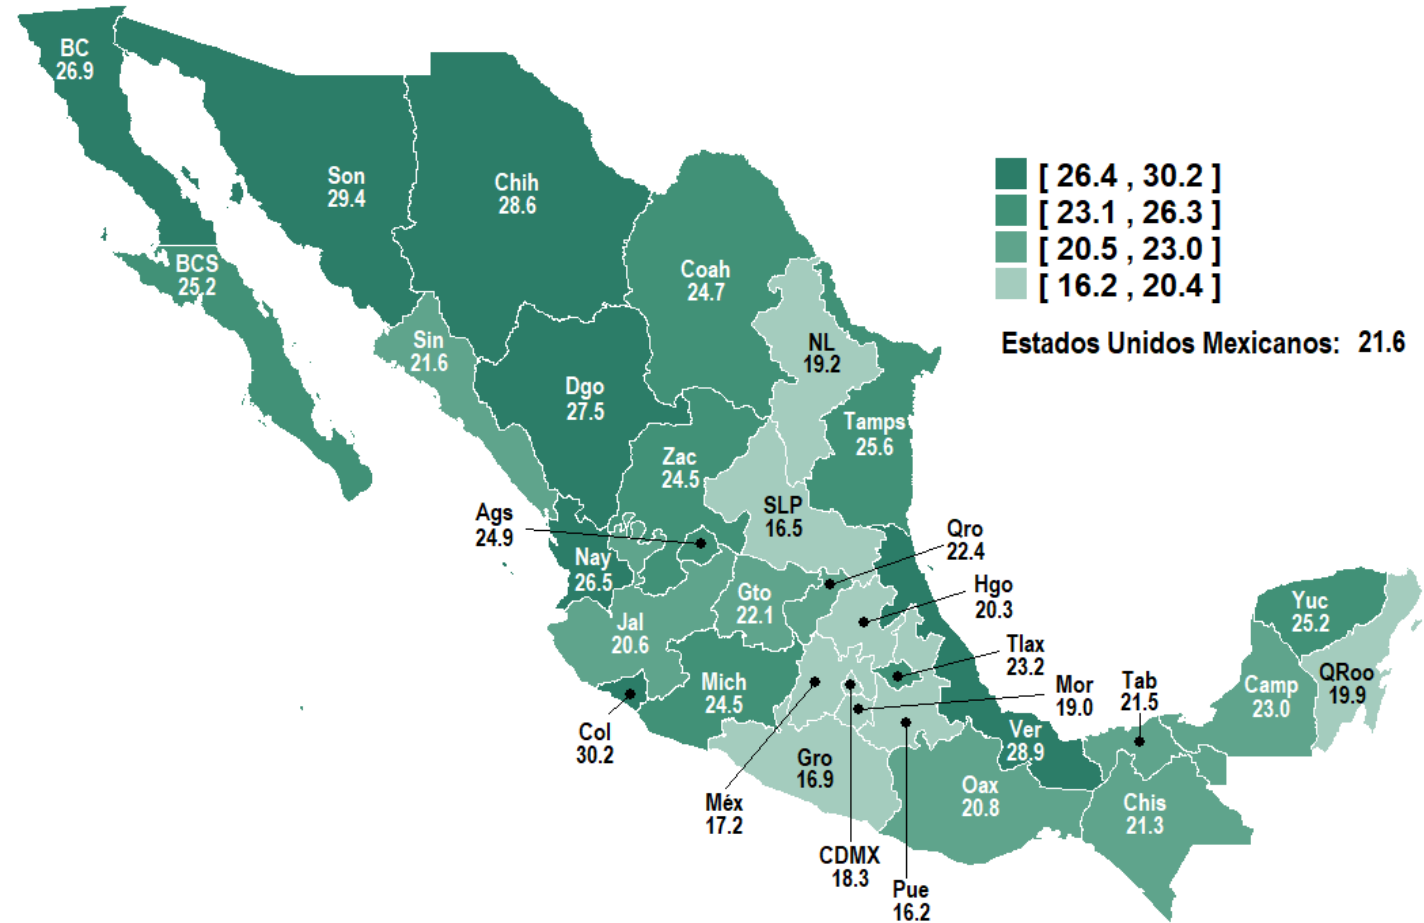 BC
26.9
Son
29.4
Chih
28.6
[ 26.4 , 30.2 ]
[ 23.1 , 26.3 ]
[ 20.5 , 23.0 ]
[ 16.2 , 20.4 ]
Estados Unidos Mexicanos: 21.6
BCS
25.2
Coah
24.7
Sin
21.6
NL
19.2
Dgo
27.5
Tamps
25.6
Zac
24.5
SLP
16.5
Ags
24.9
Qro
22.4
Nay
26.5
Hgo
20.3
Gto
22.1
Yuc
25.2
Jal
20.6
Tlax
23.2
Mich
24.5
Mor
19.0
Tab
21.5
Camp
23.0
QRoo
19.9
Col
30.2
Ver
28.9
Gro
16.9
Oax
20.8
Méx
17.2
Chis
21.3
CDMX
18.3
Pue
16.2